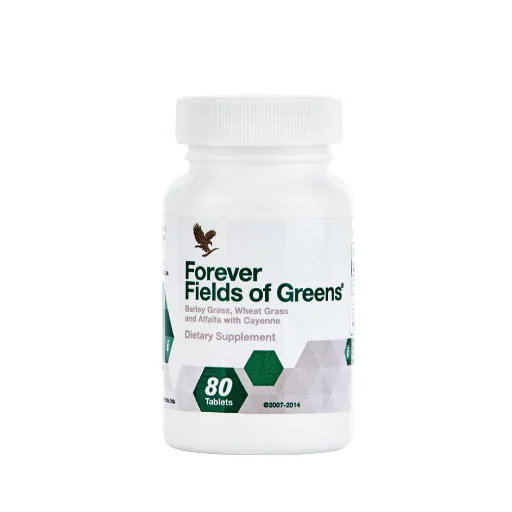 Forever
Fields of Greens®
Barley Grass, Wheat Grass
and Alfalfa with Cayenne
Dietary Supplement
80
Tablets
©2007-2014